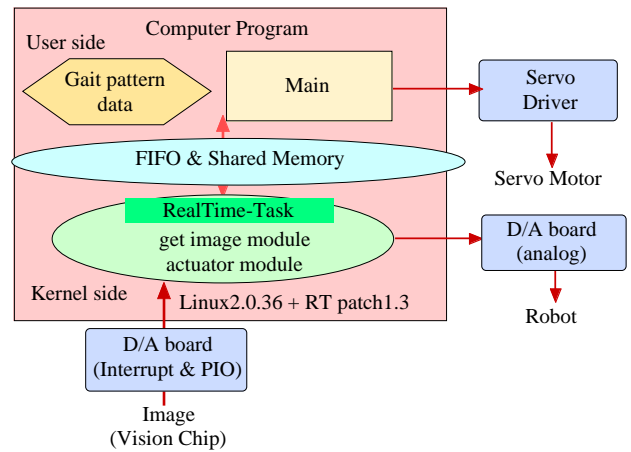 Computer Program
User side
Gait pattern
data
Main
Servo
Driver
FIFO & Shared Memory
Servo Motor
RealTime-Task
get image module
actuator module
D/A board
(analog)
Kernel side
Linux2.0.36 + RT patch1.3
Robot
D/A board
(Interrupt & PIO)
Image
(Vision Chip)